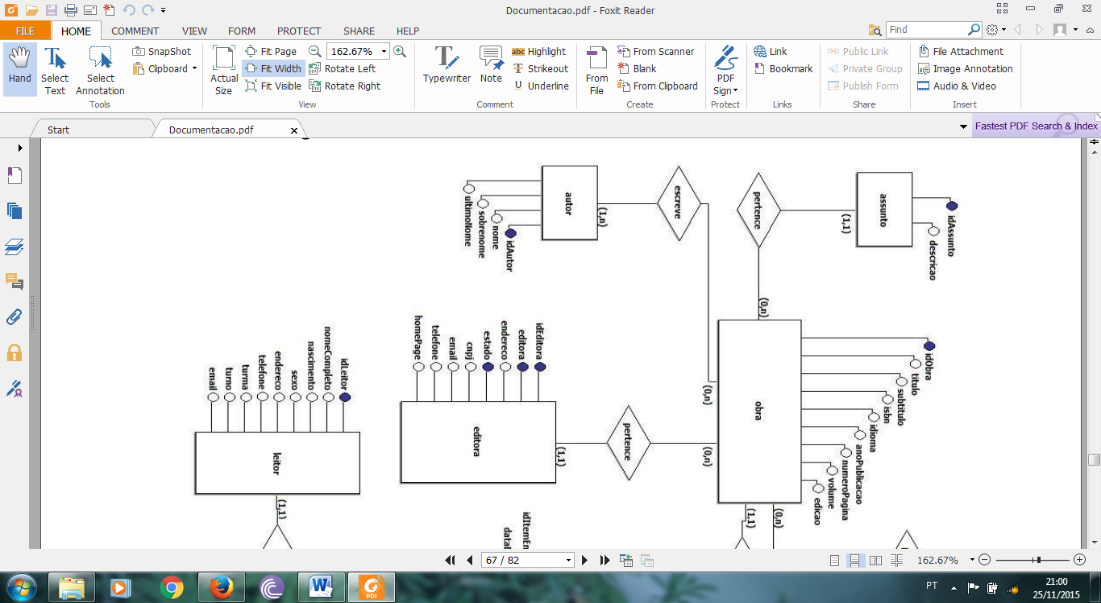 Documentacao.pdf - Foxit Reader
FILE HOME COMMENT VIEW FORM PROTECT SHARE HELP
Find
Hand
Select Text
Select Annotation
SnapShot
Clipboard
Tools
Actual Size
Fit Page
Fit Width
Fit Visible
162.67%
Rotate Left
Rotate Right
View
Typewriter
Note
Highlight
Strikeout
Underline
Comment
From File
From Scanner
Blank
From Clipboard
Create
PDF Sign
Protect
Link
Bookmark
Links
Public Link
Private Group
Publish Form
Share
File Attachment
Image Annotation
Audio & Video
Insert
Start
Documentacao.pdf
Fastest PDF Search & Index
ultimoNome
sobrenome
nome
idAutor
autor
(1,n)
escreve
pertence
(1,1)
assunto
idAssunto
descricao
(0,n)
homePage
telefone
email
cnpj
estado
endereco
editora
idEditora
editora
(1,1)
pertence
(0,n)
(0,n)
obra
idObra
titulo
subtitulo
isbn
idioma
anoPublicacao
numeroPagina
volume
edicao
(1,1)
(0,n)
email
turno
turma
telefone
endereco
sexo
nascimento
nomeCompleto
idLeitor
leitor
(1,1)
67 / 82
162.67%
PT
21:00
25/11/2015